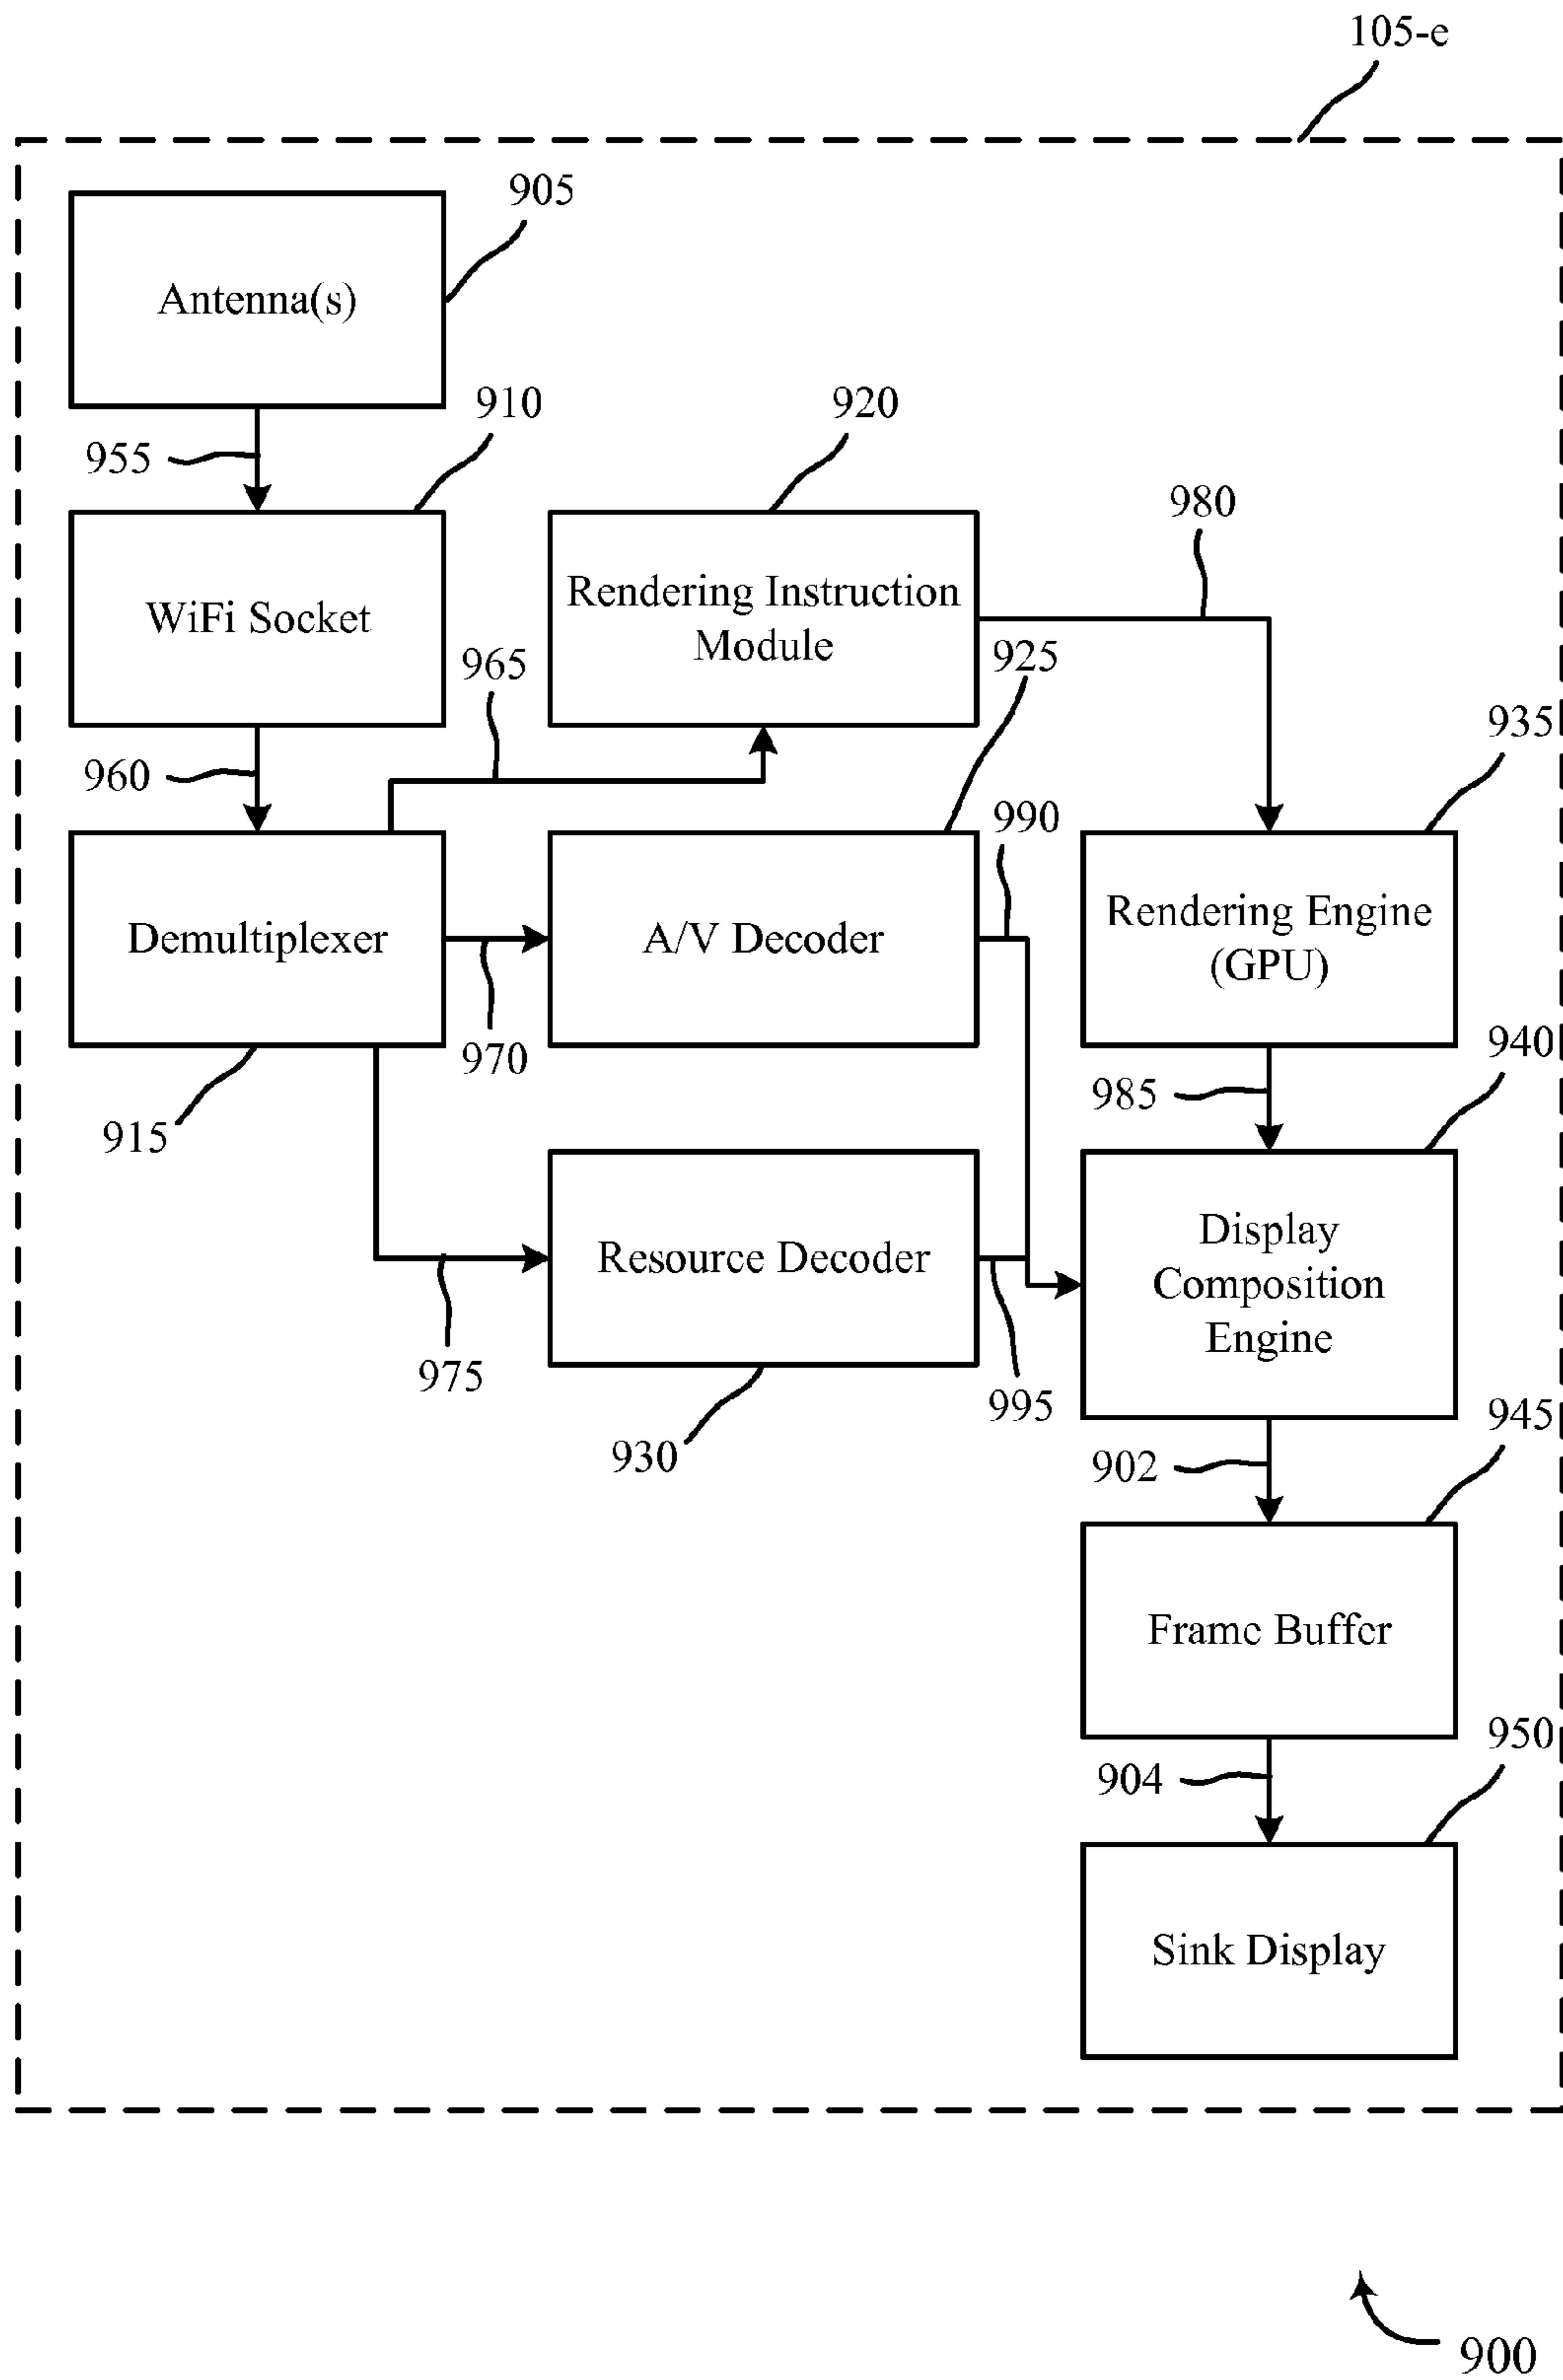 105-e
905
Antenna(s)
955
910
920
980
WiFi Socket
Rendering Instruction
Module
965
925
935
960
990
Demultiplexer
A/V Decoder
Rendering Engine
(GPU)
970
940
985
915
Resource Decoder
Display
Composition
Engine
975
995
930
945
902
Frame Buffer
950
904
Sink Display
900